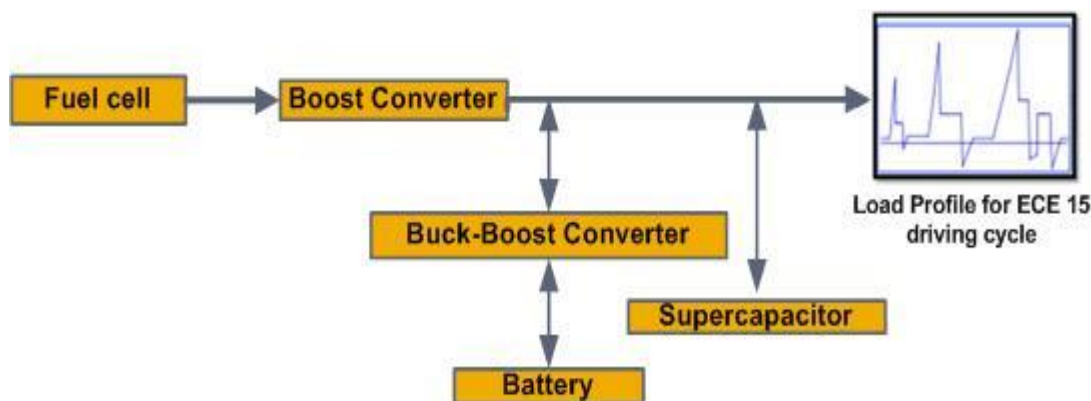 Fuel cell
Boost Converter
Load Profile for ECE 15
driving cycle
Buck-Boost Converter
Supercapacitor
Battery